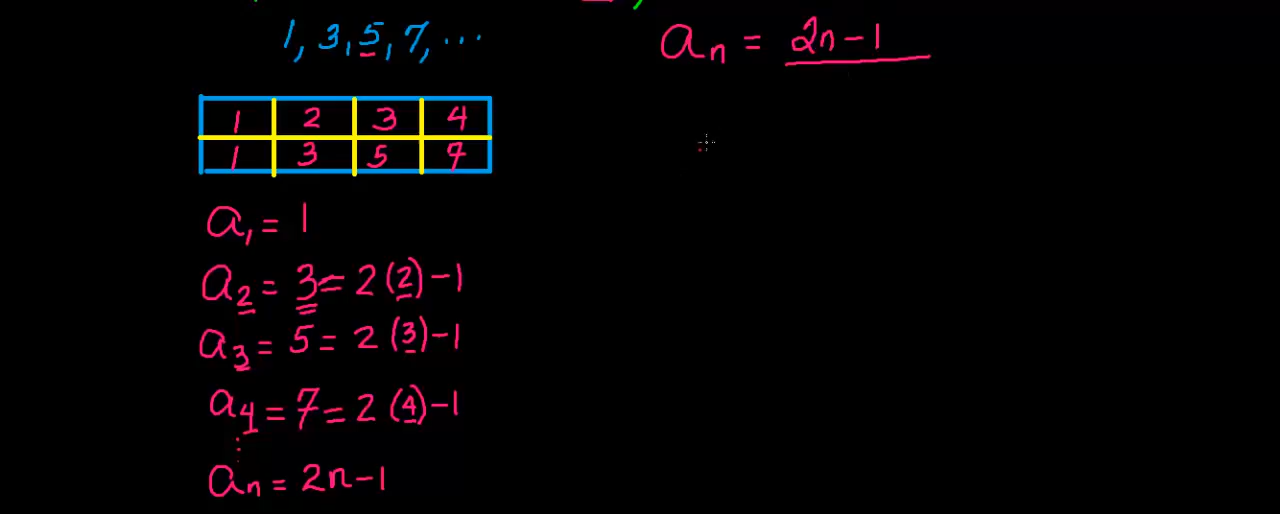 1, 3, 5, 7, ...
aₙ = 2n-1
1 2 3 4
1 3 5 7
a₁ = 1
a₂ = 3 = 2(2)-1
a₃ = 5 = 2(3)-1
a₄ = 7 = 2(4)-1
⋮
aₙ = 2n-1